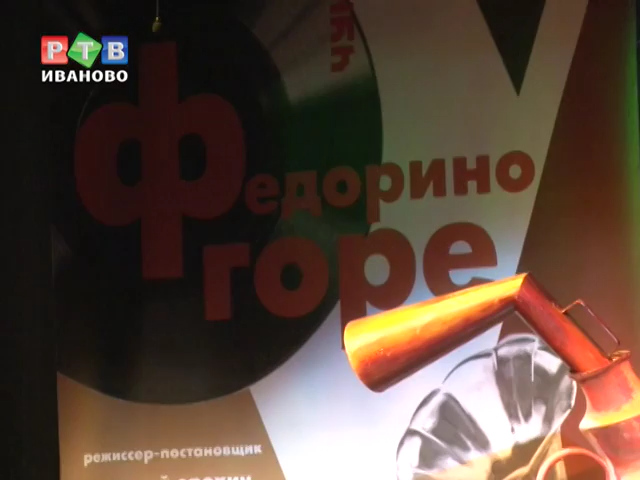 РТВ
ИВАНОВО
Федорино
горе
режиссер-постановщик